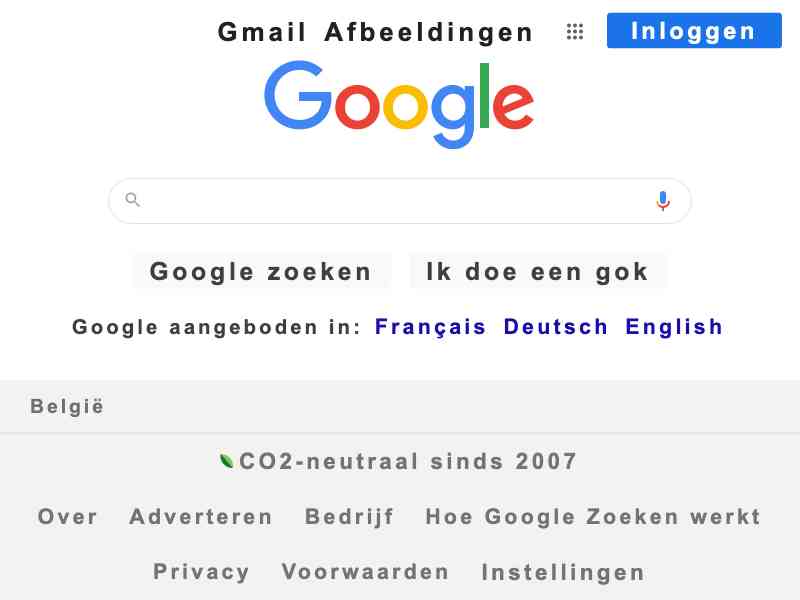 Gmail Afbeeldingen Inloggen
Google
Google zoeken Ik doe een gok
Google aangeboden in: Français Deutsch English
België
CO2-neutraal sinds 2007
Over Adverteren Bedrijf Hoe Google Zoeken werkt
Privacy Voorwaarden Instellingen